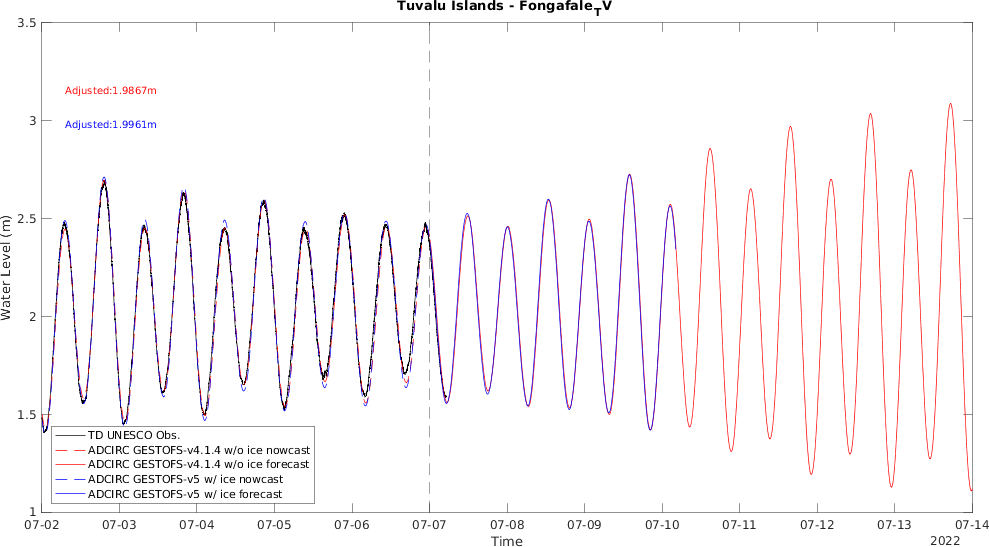 Tuvalu Islands - Fongafale_TV
Adjusted:1.9867m
Adjusted:1.9961m
Water Level (m)
3.5
3
2.5
2
1.5
1
TD UNESCO Obs.
ADCIRC GESTOFS-v4.1.4 w/o ice nowcast
ADCIRC GESTOFS-v4.1.4 w/o ice forecast
ADCIRC GESTOFS-v5 w/ ice nowcast
ADCIRC GESTOFS-v5 w/ ice forecast
07-02 07-03 07-04 07-05 07-06 07-07 07-08 07-09 07-10 07-11 07-12 07-13 07-14
Time
2022